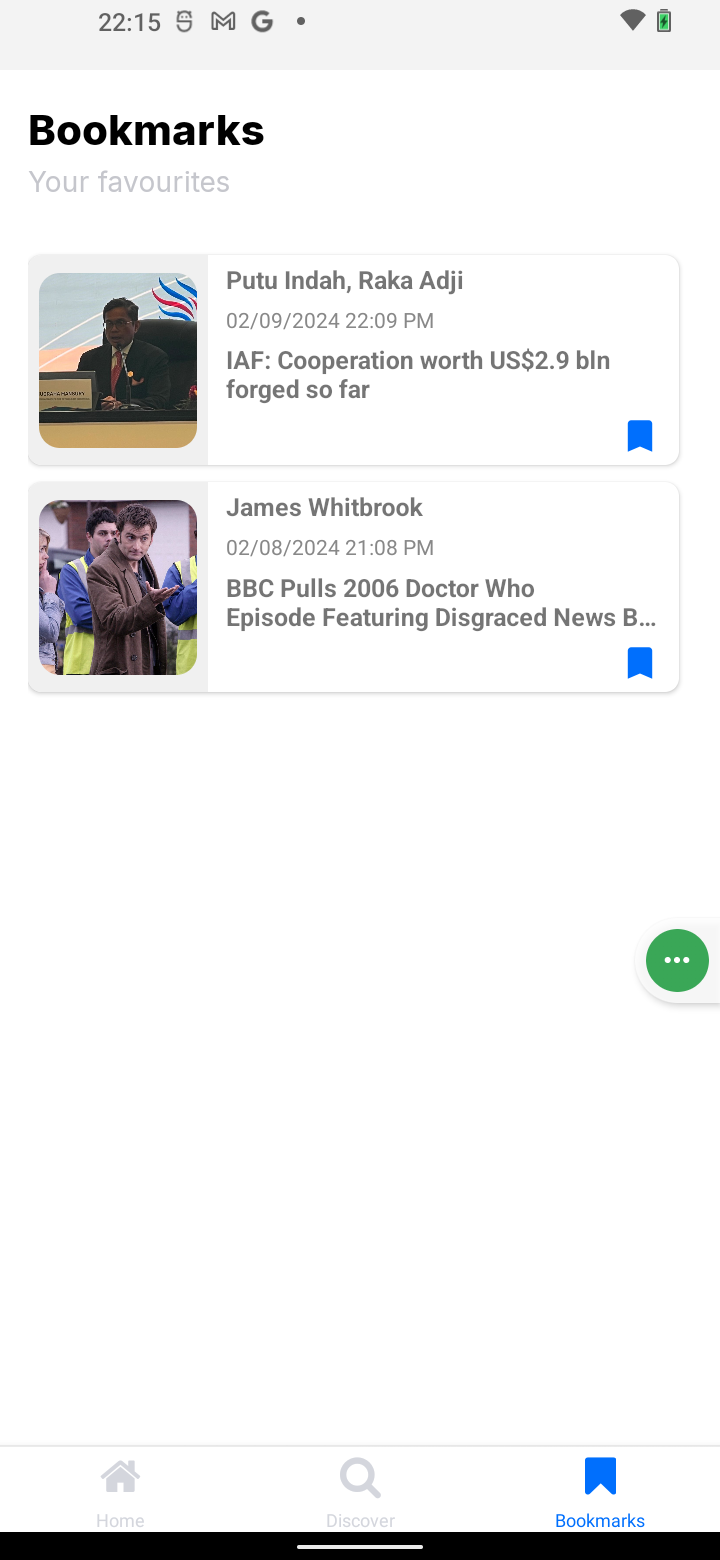 22:15
Bookmarks
Your favourites
Putu Indah, Raka Adji
02/09/2024 22:09 PM
IAF: Cooperation worth US$2.9 bln
forged so far
James Whitbrook
02/08/2024 21:08 PM
BBC Pulls 2006 Doctor Who
Episode Featuring Disgraced News B…
Home
Discover
Bookmarks